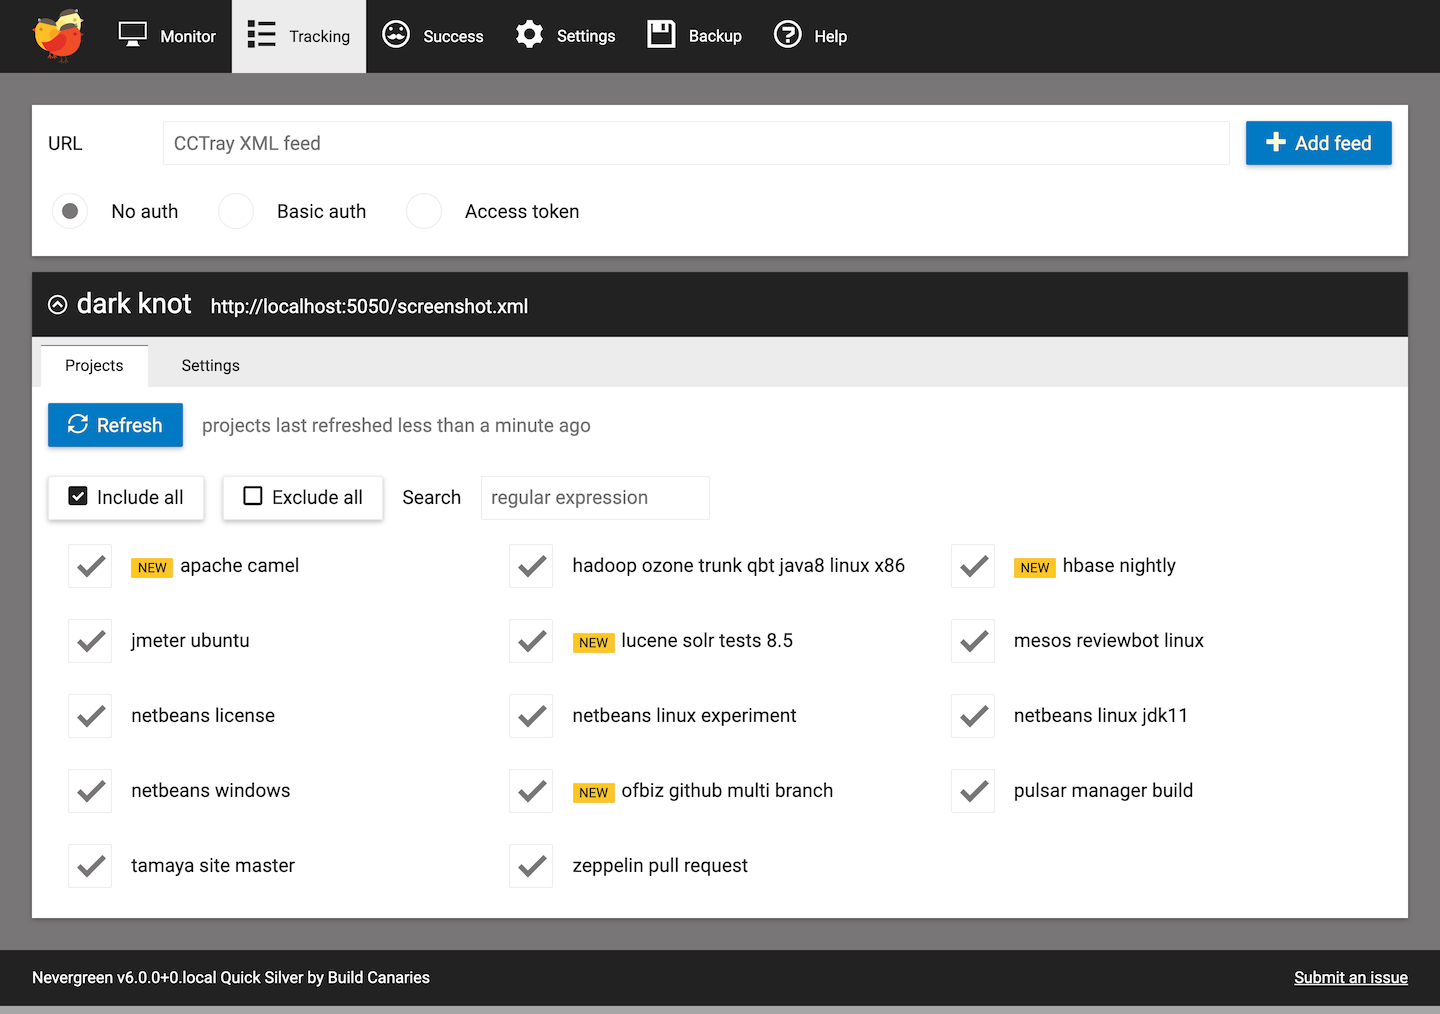 Monitor Tracking Success Settings Backup Help
URL CCTray XML feed Add feed
No auth Basic auth Access token
dark knot http://localhost:5050/screenshot.xml
Projects Settings
Refresh projects last refreshed less than a minute ago
Include all Exclude all Search regular expression
NEW apache camel hadoop ozone trunk qbt java8 linux x86 NEW hbase nightly
jmeter ubuntu NEW lucene solr tests 8.5 mesos reviewbot linux
netbeans license netbeans linux experiment netbeans linux jdk11
netbeans windows NEW ofbiz github multi branch pulsar manager build
tamaya site master zeppelin pull request
Nevergreen v6.0.0+0.local Quick Silver by Build Canaries Submit an issue